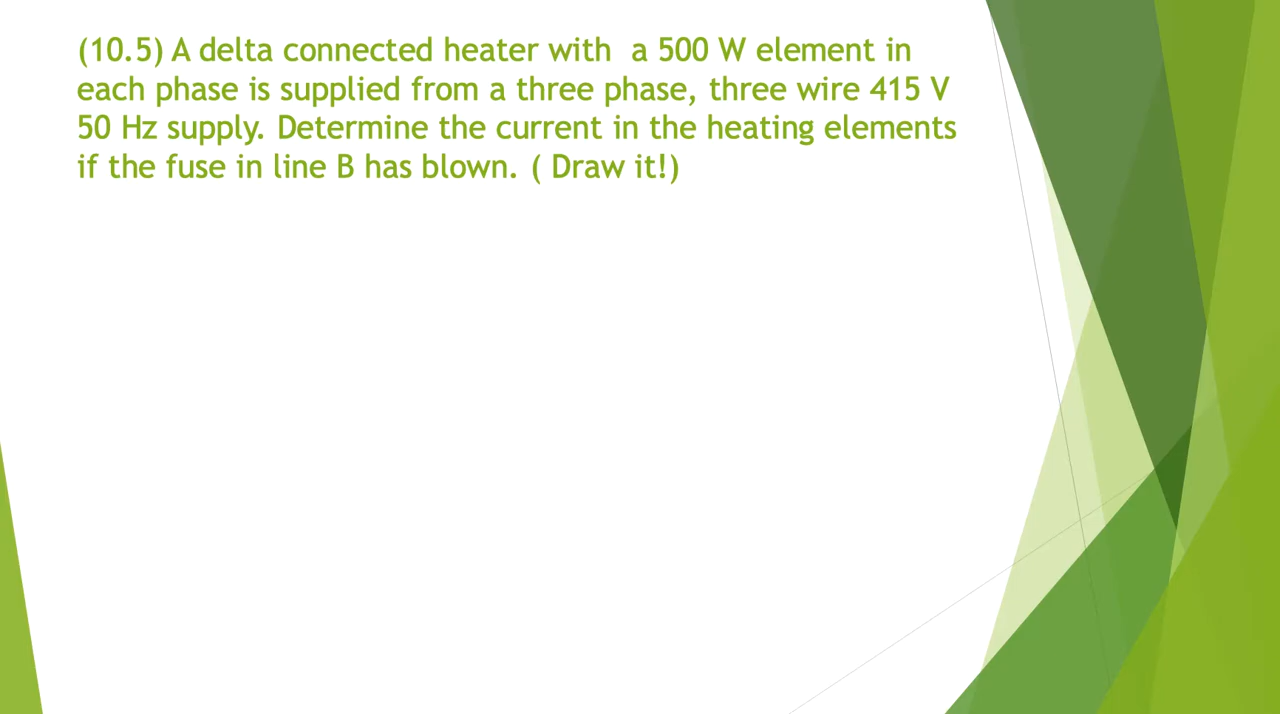 (10.5) A delta connected heater with  a 500 W element in
each phase is supplied from a three phase, three wire 415 V
50 Hz supply. Determine the current in the heating elements
if the fuse in line B has blown. ( Draw it!)